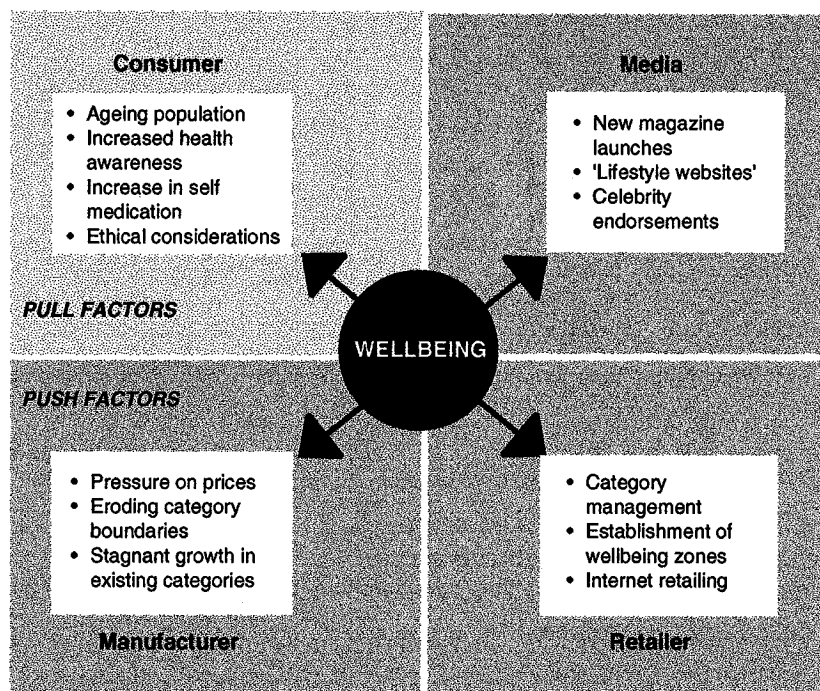 Consumer
• Ageing population
• Increased health
awareness
• Increase in self
medication
• Ethical considerations
PULL FACTORS
Media
• New magazine
launches
• 'Lifestyle websites'
• Celebrity
endorsements
WELLBEING
PUSH FACTORS
• Pressure on prices
• Eroding category
boundaries
• Stagnant growth in
existing categories
Manufacturer
• Category
management
• Establishment of
wellbeing zones
• Internet retailing
Retailer